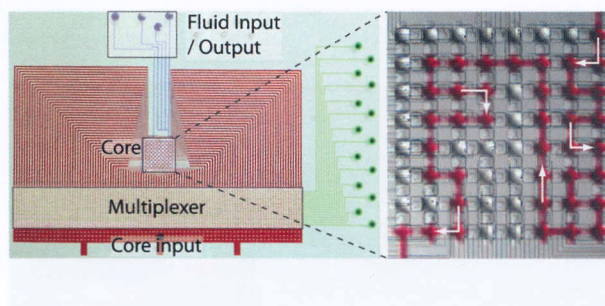 Fluid Input
/ Output
Core
Multiplexer
Core input